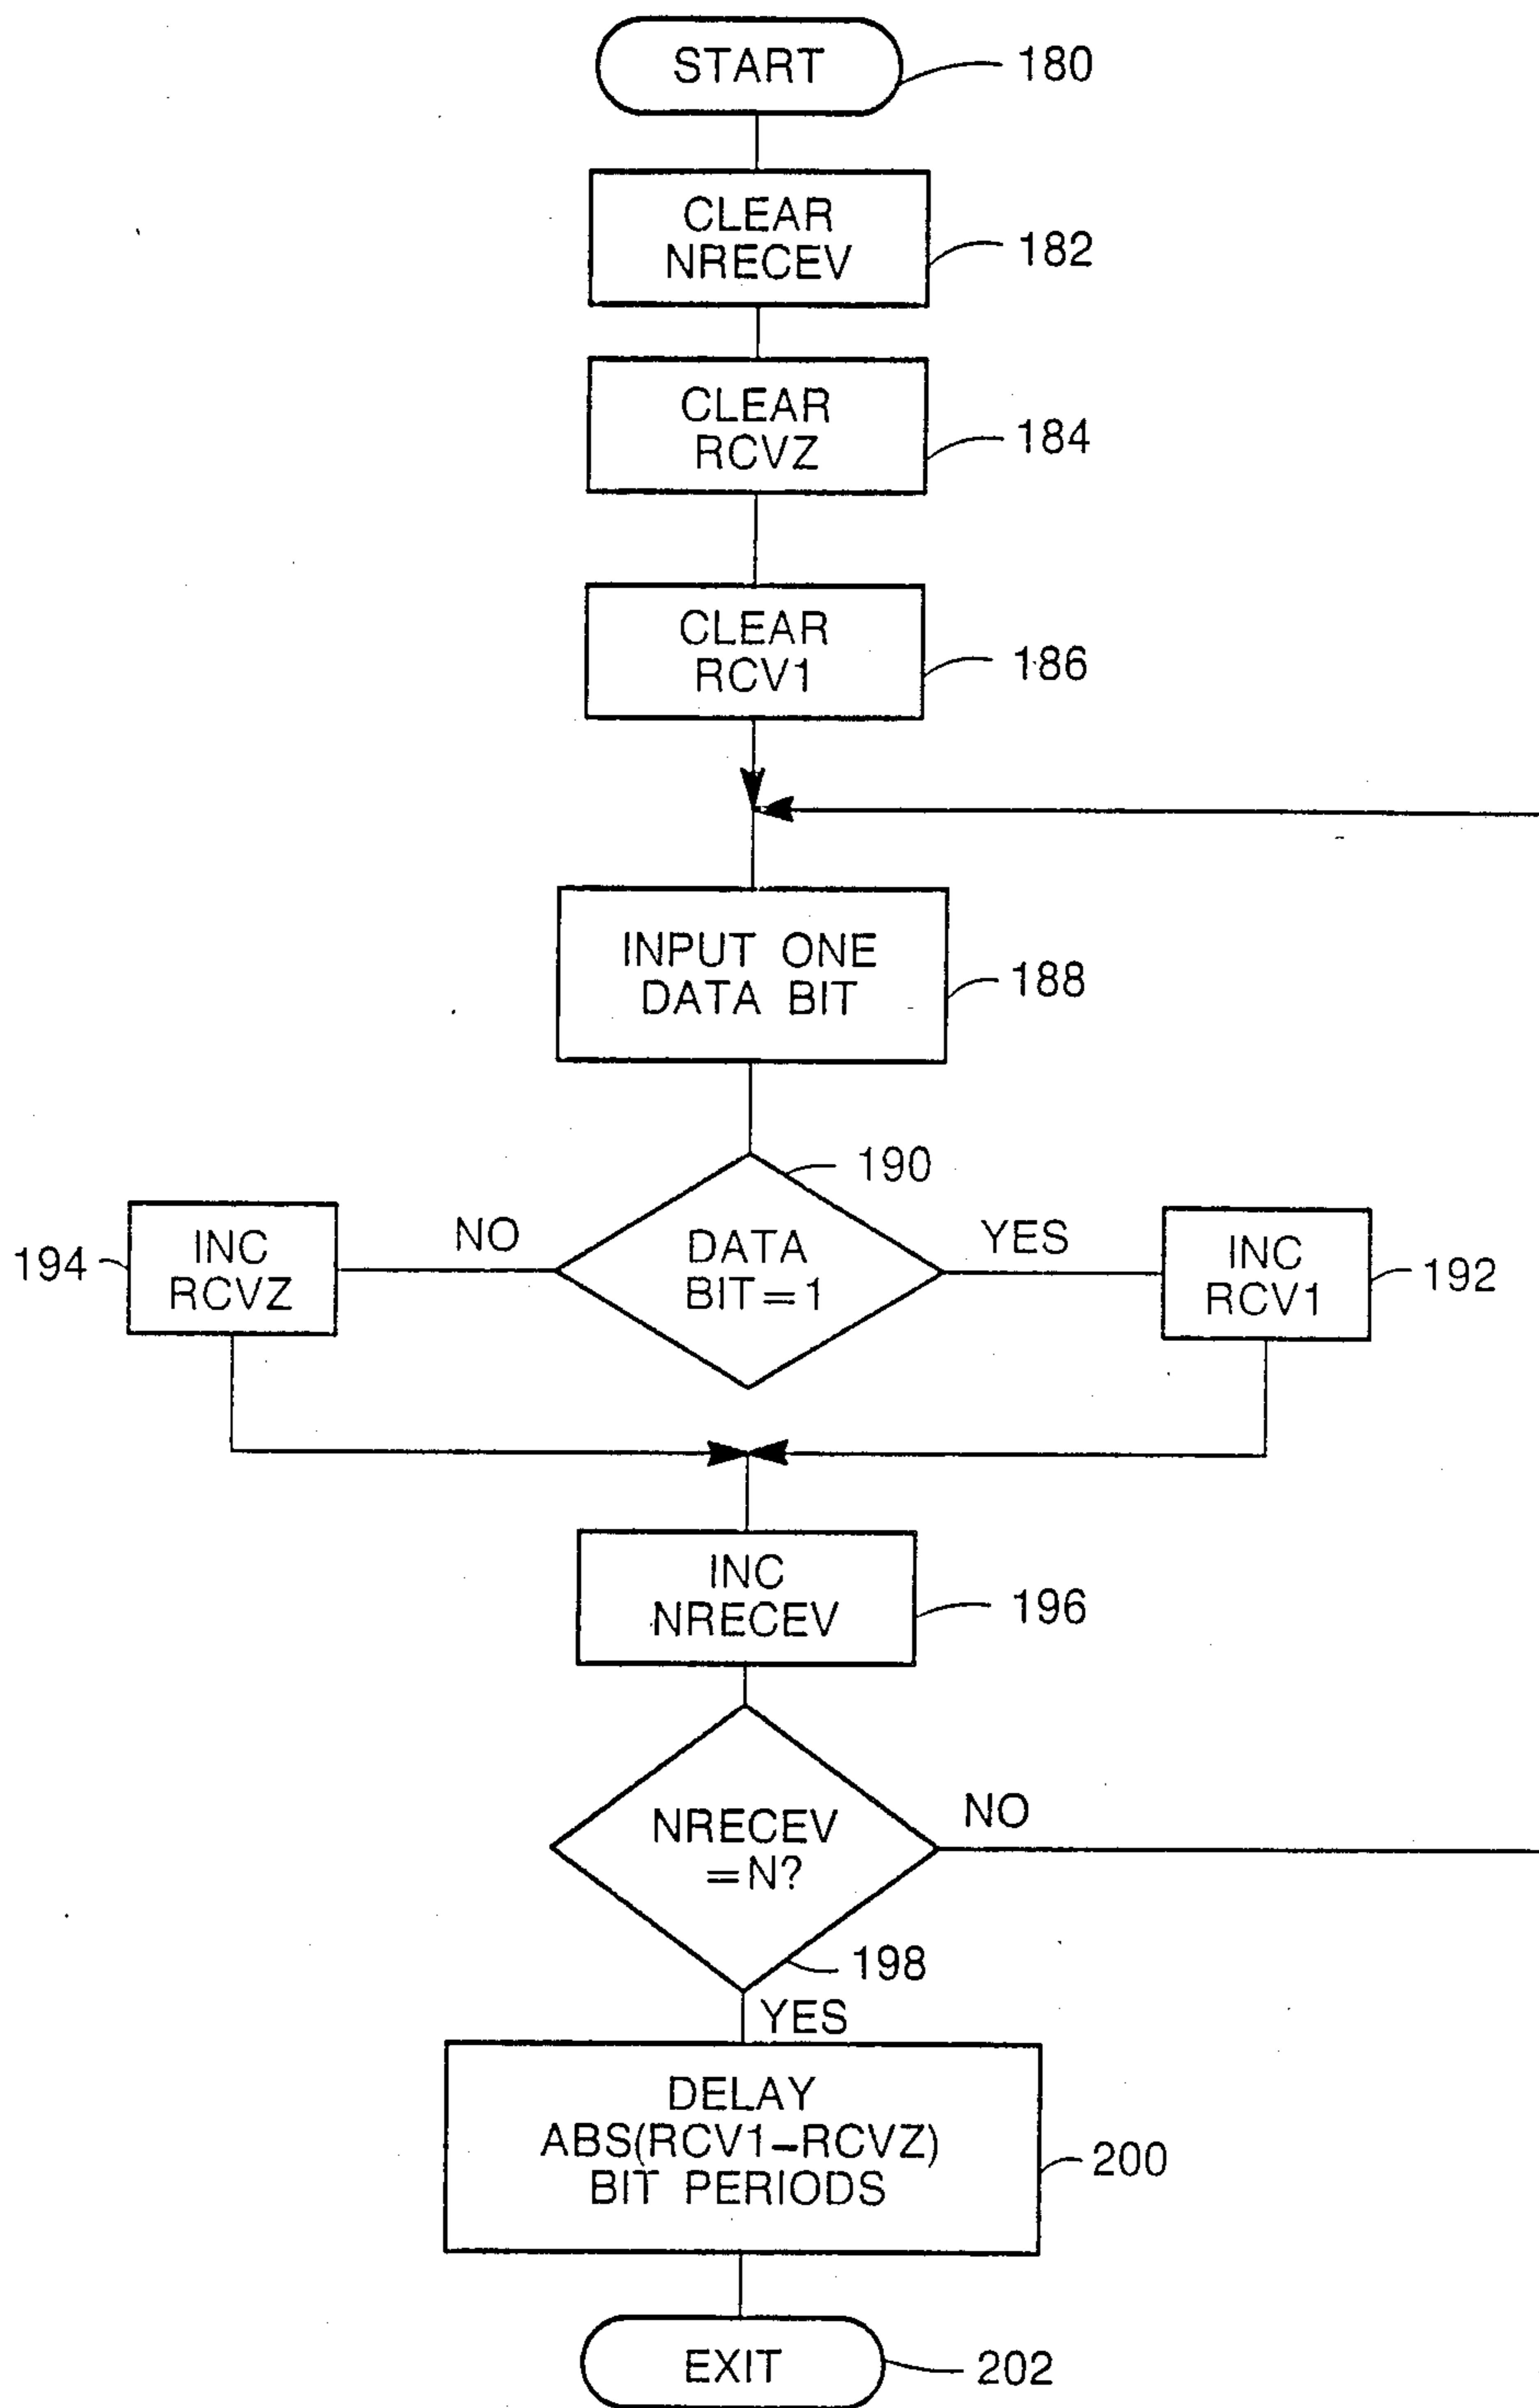 START
180
CLEAR
NRECEV
182
CLEAR
RCVZ
184
CLEAR
RCV1
186
INPUT ONE
DATA BIT
188
190
194
INC
RCVZ
NO
DATA
BIT=1
YES
INC
RCV1
192
INC
NRECEV
196
NRECEV
=N?
NO
198
YES
DELAY
ABS(RCV1-RCVZ)
BIT PERIODS
200
EXIT
202